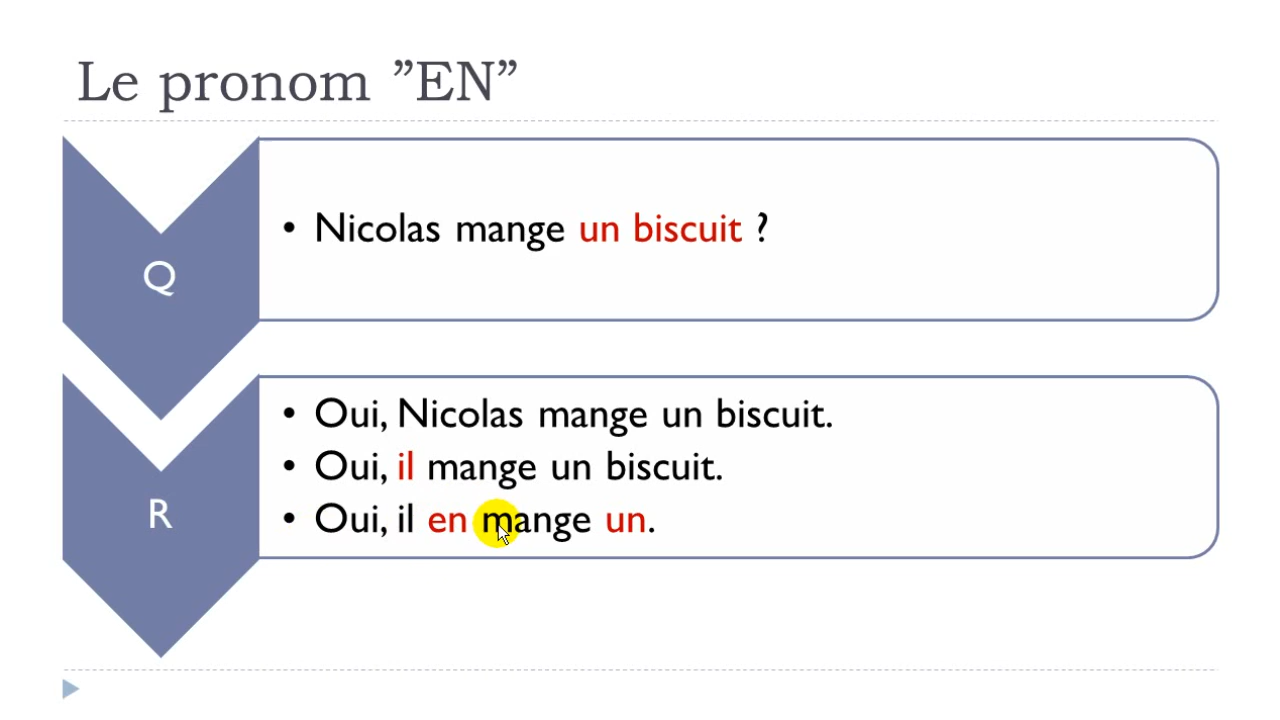 Le pronom ”EN”
Q
• Nicolas mange un biscuit ?
R
• Oui, Nicolas mange un biscuit.
• Oui, il mange un biscuit.
• Oui, il en mange un.